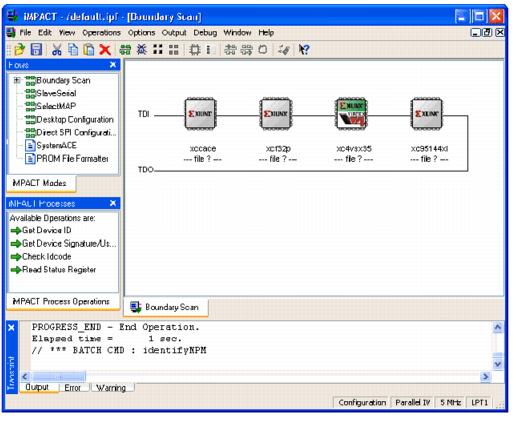 iMPACT - /default.ipf - [Boundary Scan]
File Edit View Operations Options Output Debug Window Help
Flows
Boundary Scan
SlaveSerial
SelectMAP
Desktop Configuration
Direct SPI Configurati...
SystemACE
PROM File Formatter
iMPACT Modes
iMPACT Processes
Available Operations are:
Get Device ID
Get Device Signature/Us...
Check Idcode
Read Status Register
iMPACT Process Operations
TDI
XILINX XILINX XILINX XILINX
xccace xcf32p xc4vsx35 xc95144xl
--- file ? --- --- file ? --- --- file ? --- --- file ? ---
TDO
Boundary Scan
PROGRESS_END - End Operation.
Elapsed time = 1 sec.
// *** BATCH CMD : identifyMPM
Transcript
Output Error Warning
Configuration Parallel IV 5 MHz LPT1